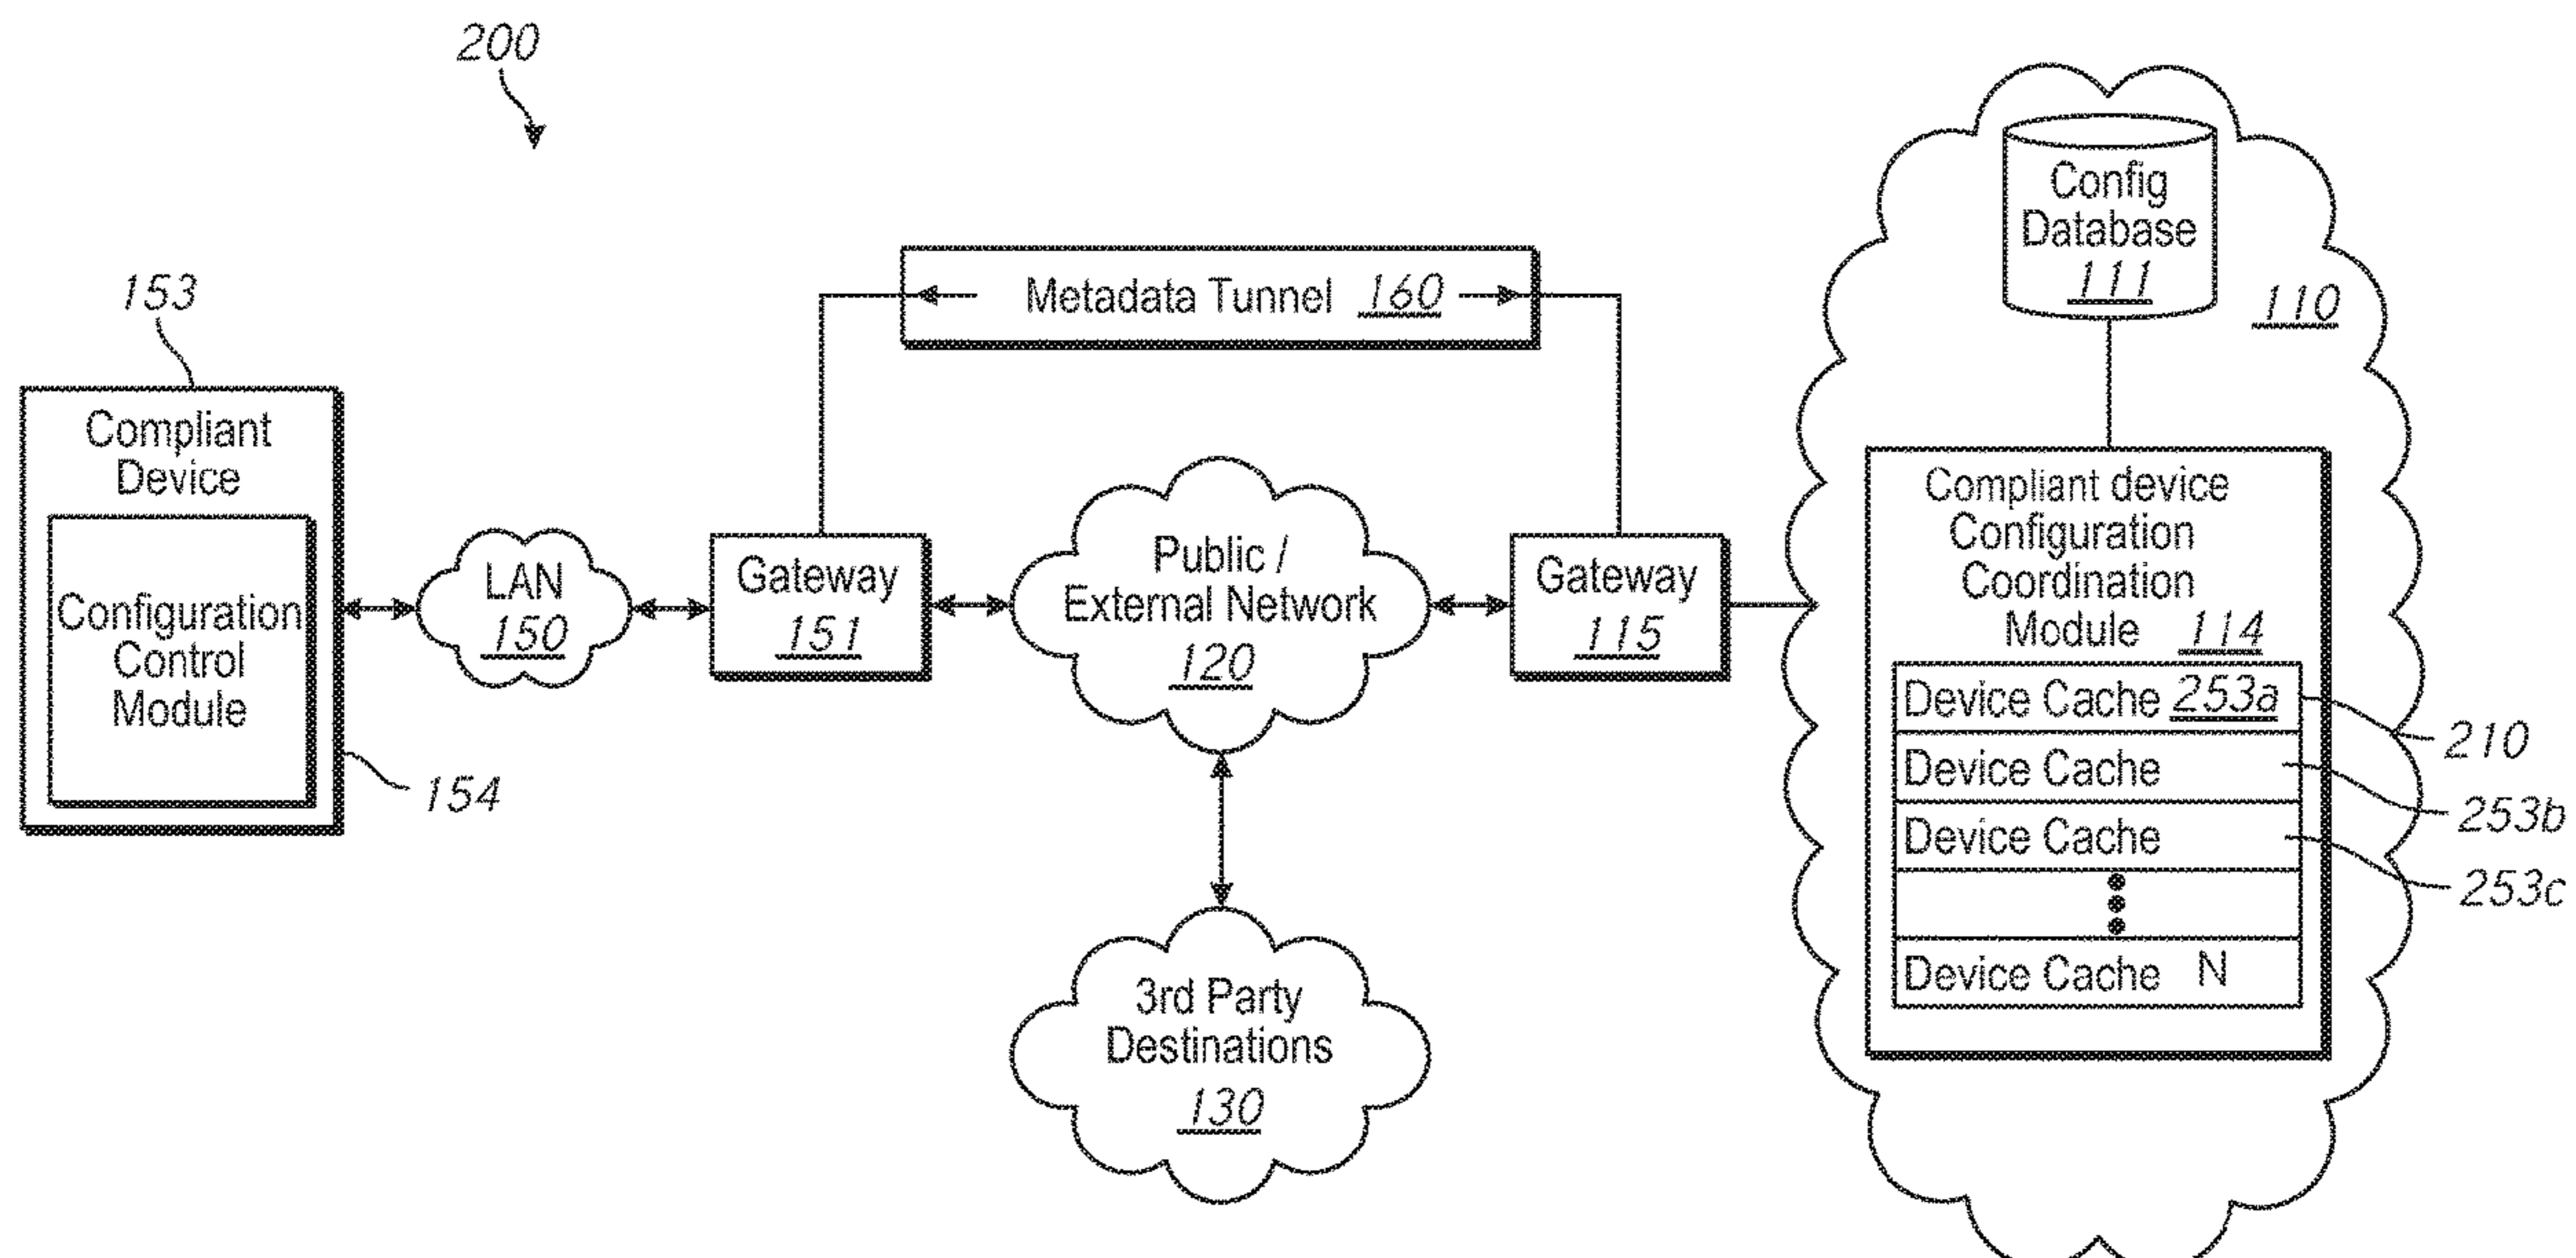 200
153
Compliant
Device
Configuration
Control
Module
154
LAN
150
Gateway
151
Metadata Tunnel 160
Public /
External Network
120
3rd Party
Destinations
130
Gateway
115
Config
Database
111
110
Compliant device
Configuration
Coordination
Module 114
Device Cache 253a
210
Device Cache
253b
Device Cache
253c
Device Cache N